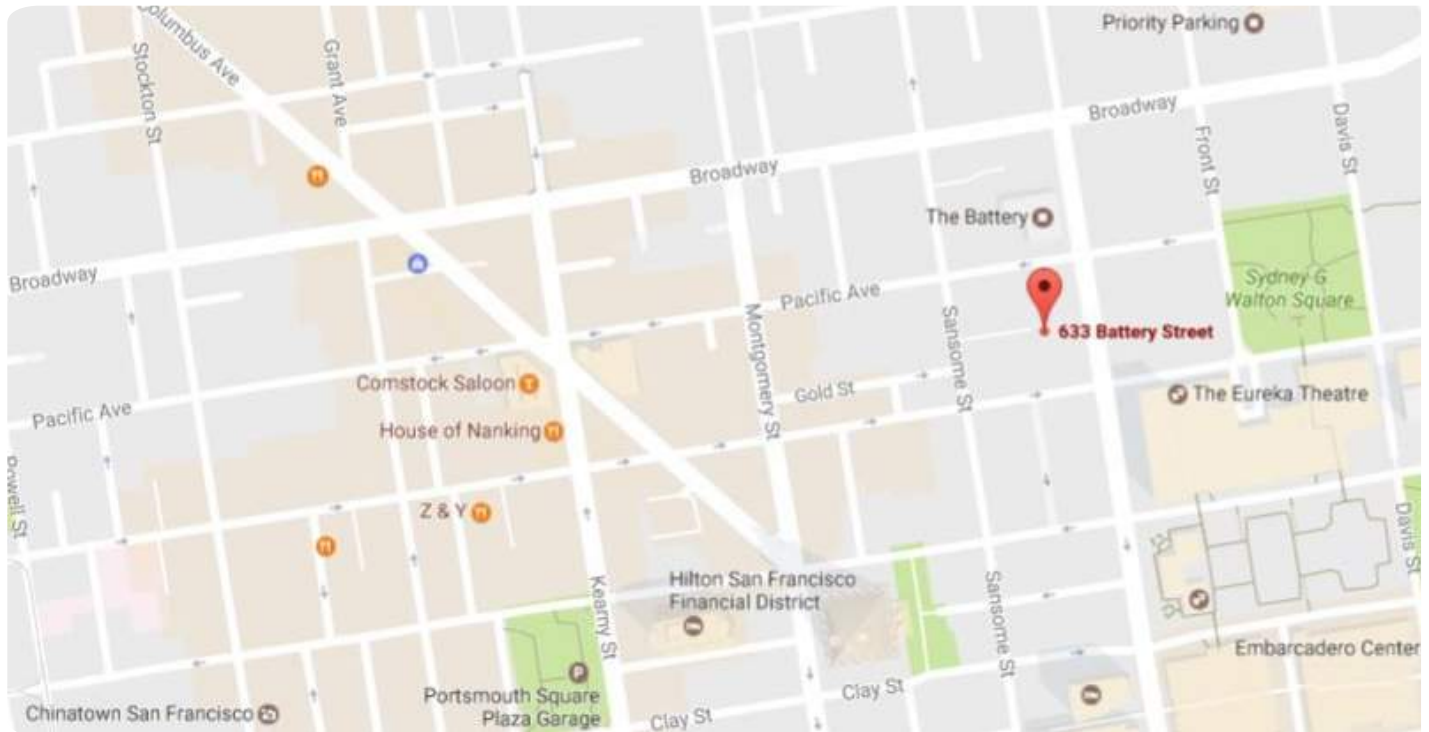 Columbus Ave
Stockton St
Grant Ave
Priority Parking
Broadway
Front St
Davis St
Broadway
The Battery
Broadway
Sydney G
Walton Square
Pacific Ave
Montgomery St
Sansome St
633 Battery Street
Comstock Saloon
Gold St
The Eureka Theatre
Pacific Ave
House of Nanking
Powell St
Z & Y
Davis St
Kearny St
Hilton San Francisco
Financial District
Sansome St
Embarcadero Center
Portsmouth Square
Plaza Garage
Clay St
Chinatown San Francisco
Clay St
P